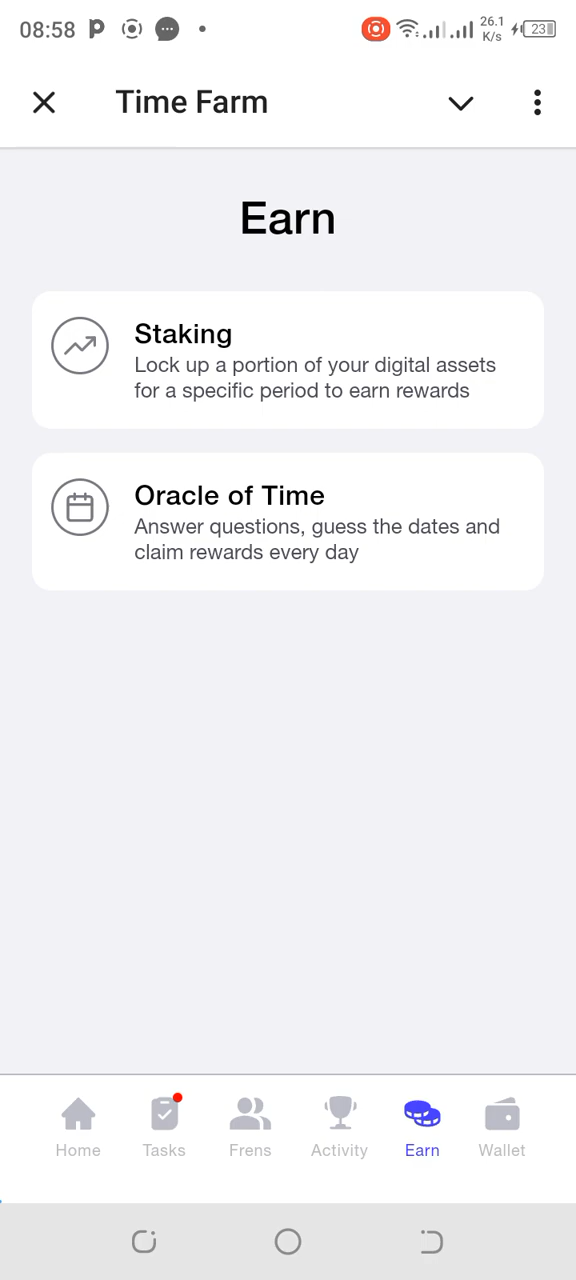 08:58
26.1
K/s
23
Time Farm
Earn
Staking
Lock up a portion of your digital assets
for a specific period to earn rewards
Oracle of Time
Answer questions, guess the dates and
claim rewards every day
Home Tasks Frens Activity Earn Wallet